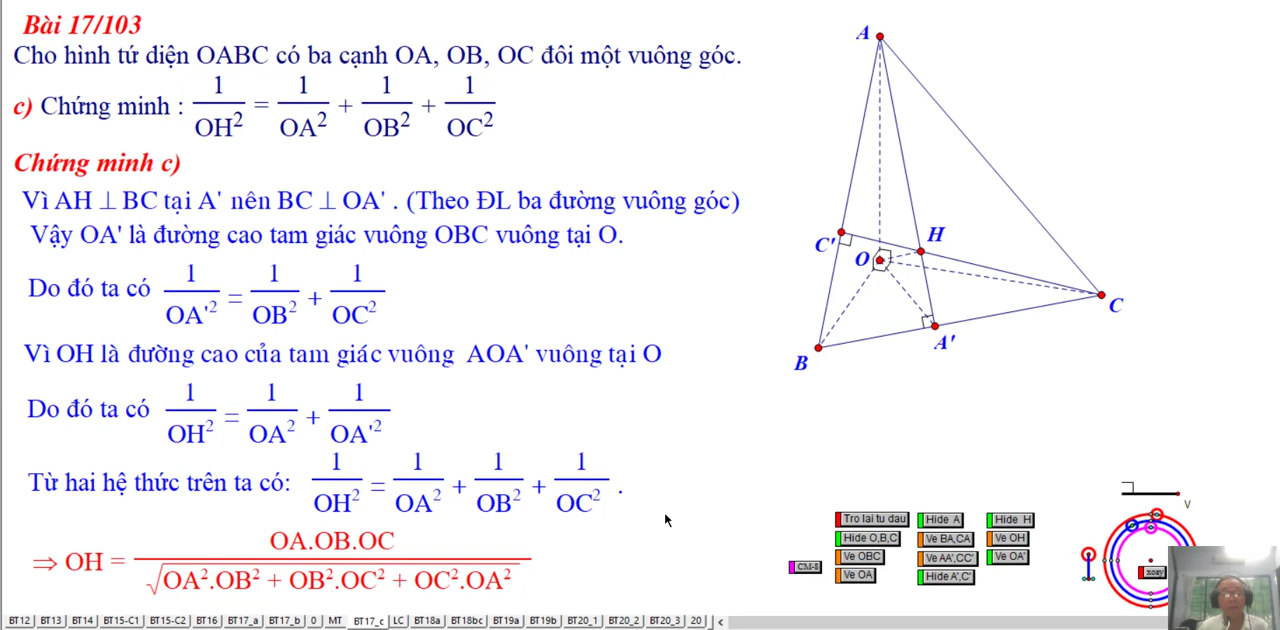 Bài 17/103
Cho hình tứ diện OABC có ba cạnh OA, OB, OC đôi một vuông góc.
c) Chứng minh : 1/OH² = 1/OA² + 1/OB² + 1/OC²
Chứng minh c)
Vì AH ⊥ BC tại A' nên BC ⊥ OA' . (Theo ĐL ba đường vuông góc)
Vậy OA' là đường cao tam giác vuông OBC vuông tại O.
Do đó ta có 1/OA'² = 1/OB² + 1/OC²
Vì OH là đường cao của tam giác vuông AOA' vuông tại O
Do đó ta có 1/OH² = 1/OA² + 1/OA'²
Từ hai hệ thức trên ta có: 1/OH² = 1/OA² + 1/OB² + 1/OC² .
⇒ OH = OA.OB.OC / √(OA².OB² + OB².OC² + OC².OA²)
A
C'
H
O
C
A'
B
V
Tro lai tu dau
Hide A
Hide H
Hide O,B,C
Ve BA,CA
Ve OH
CM-8
Ve OBC
Ve AA',CC'
Ve OA'
Ve OA
Hide A',C'
xoay
BT12 BT13 BT14 BT15-C1 BT15-C2 BT16 BT17_a BT17_b 0 MT BT17_c LC BT18a BT18bc BT19a BT19b BT20_1 BT20_2 BT20_3 20